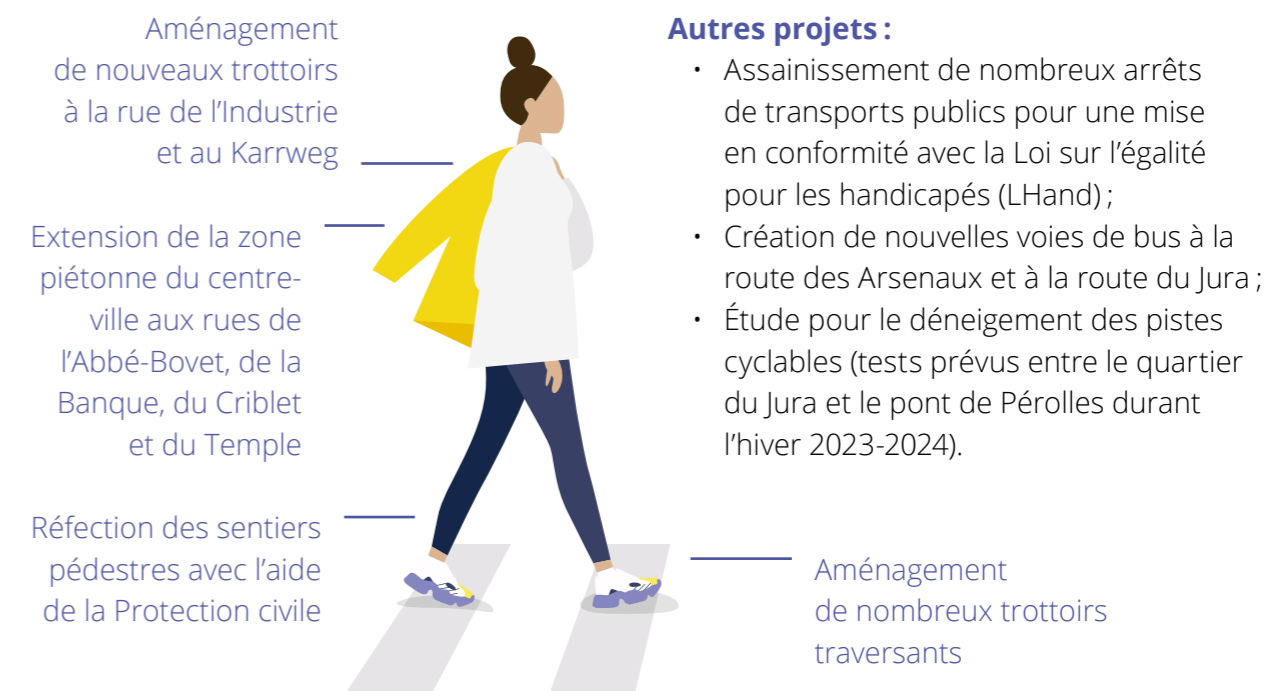 Aménagement
de nouveaux trottoirs
à la rue de l'Industrie
et au Karrweg
Extension de la zone
piétonne du centre-
ville aux rues de
l'Abbé-Bovet, de la
Banque, du Criblet
et du Temple
Réfection des sentiers
pédestres avec l'aide
de la Protection civile
Autres projets :
• Assainissement de nombreux arrêts
de transports publics pour une mise
en conformité avec la Loi sur l'égalité
pour les handicapés (LHand) ;
• Création de nouvelles voies de bus à la
route des Arsenaux et à la route du Jura ;
• Étude pour le déneigement des pistes
cyclables (tests prévus entre le quartier
du Jura et le pont de Pérolles durant
l'hiver 2023-2024).
Aménagement
de nombreux trottoirs
traversants